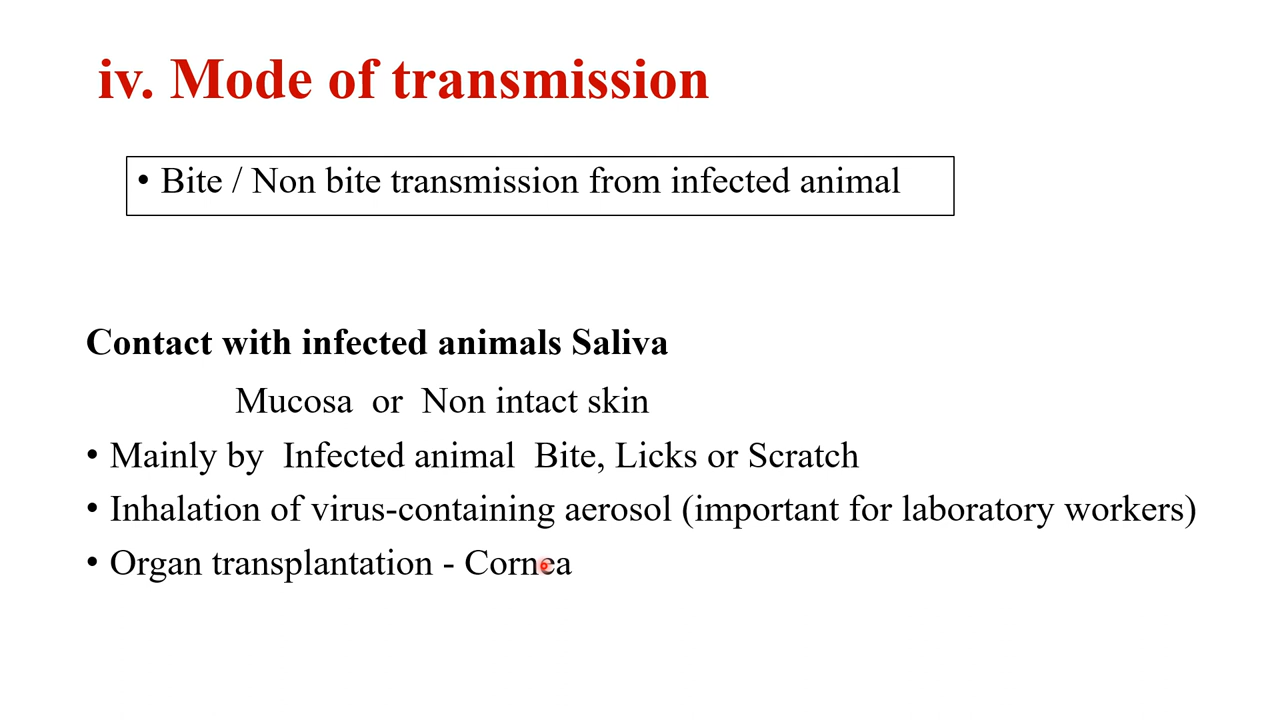 iv. Mode of transmission
• Bite / Non bite transmission from infected animal
Contact with infected animals Saliva
Mucosa or Non intact skin
• Mainly by Infected animal Bite, Licks or Scratch
• Inhalation of virus-containing aerosol (important for laboratory workers)
• Organ transplantation - Cornea